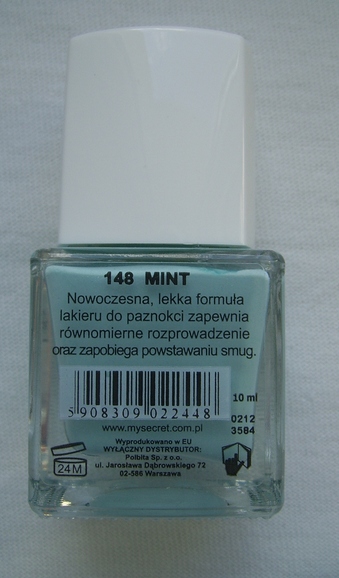 148 MINT
Nowoczesna, lekka formuła
lakieru do paznokci zapewnia
równomierne rozprowadzenie
oraz zapobiega powstawaniu smug.
5 908309 022448
10 ml
www.mysecret.com.pl
0212
3584
Wyprodukowano w EU
WYŁĄCZNY DYSTRYBUTOR:
Polbita Sp. z o.o.
ul. Jarosława Dąbrowskiego 72
02-586 Warszawa
24M